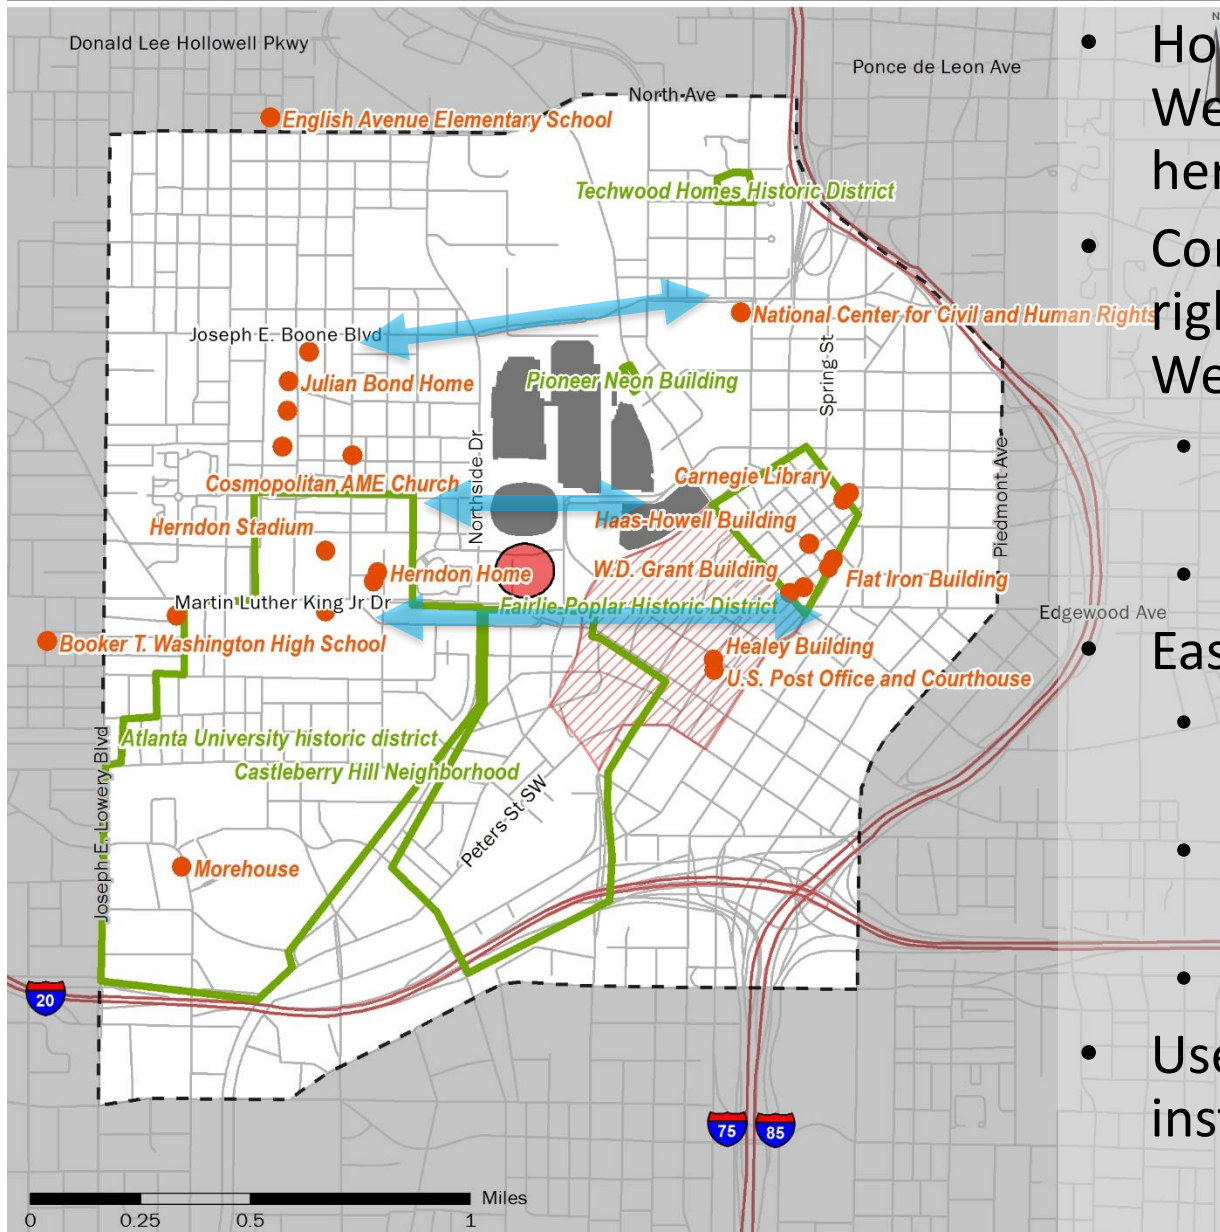 Donald Lee Hollowell Pkwy
Ponce de Leon Ave
North Ave
English Avenue Elementary School
Techwood Homes Historic District
National Center for Civil and Human Rights
Joseph E. Boone Blvd
Julian Bond Home
Pioneer Neon Building
Spring St
Northside Dr
Piedmont Ave
Carnegie Library
Cosmopolitan AME Church
Herndon Stadium
Haas-Howell Building
W.D. Grant Building
Herndon Home
Flat Iron Building
Martin Luther King Jr Dr
Fairlie-Poplar Historic District
Edgewood Ave
Booker T. Washington High School
Healey Building
U.S. Post Office and Courthouse
Atlanta University historic district
Castleberry Hill Neighborhood
Joseph E. Lowery Blvd
Peters St SW
Morehouse
20
75
85
Miles
0 0.25 0.5 1
N
• Ho
We
her
• Cor
righ
We
•
•
• Eas
•
•
•
• Use
inst